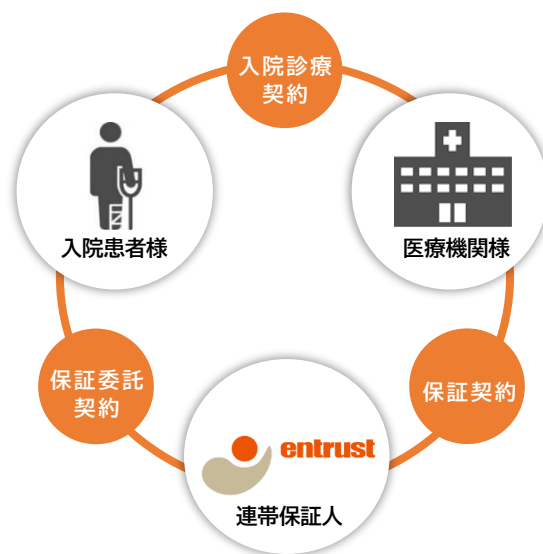 入院診療
契約
入院患者様
医療機関様
保証委託
契約
保証契約
entrust
連帯保証人